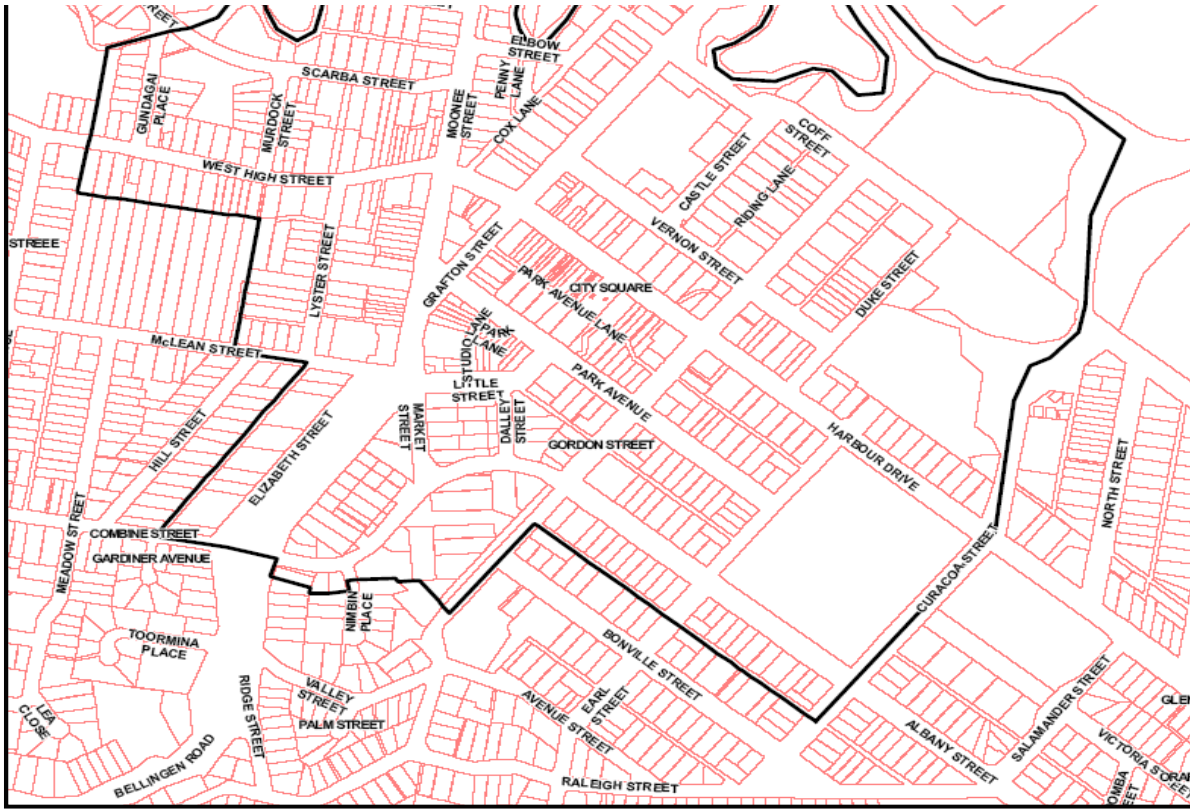 STREET
ELBOW
STREET
SCARBA STREET
PENNY
LANE
GUNDAGAI
PLACE
MURDOCK
STREET
MOONEE
STREET
COX LANE
COFF
STREET
CASTLE STREET
RIDING LANE
WEST HIGH STREET
VERNON STREET
STREEE
LYSTER STREET
GRAFTON STREET
DUKE STREET
CITY SQUARE
PARK AVENUE LANE
McLEAN STREET
STUDIO LANE
PARK
LANE
LITTLE
STREET
PARK AVENUE
MARKET
STREET
DALLEY
STREET
GORDON STREET
HARBOUR DRIVE
HILL STREET
ELIZABETH STREET
NORTH STREET
MEADOW STREET
COMBINE STREET
GARDINER AVENUE
CURACOA STREET
NIMBIN
PLACE
TOORMINA
PLACE
BONVILLE STREET
VALLEY
STREET
PALM STREET
RIDGE STREET
EARL
STREET
AVENUE STREET
SALAMANDER STREET
ALBANY STREET
LEA
CLOSE
BELLINGEN ROAD
RALEIGH STREET
VICTORIA STREET